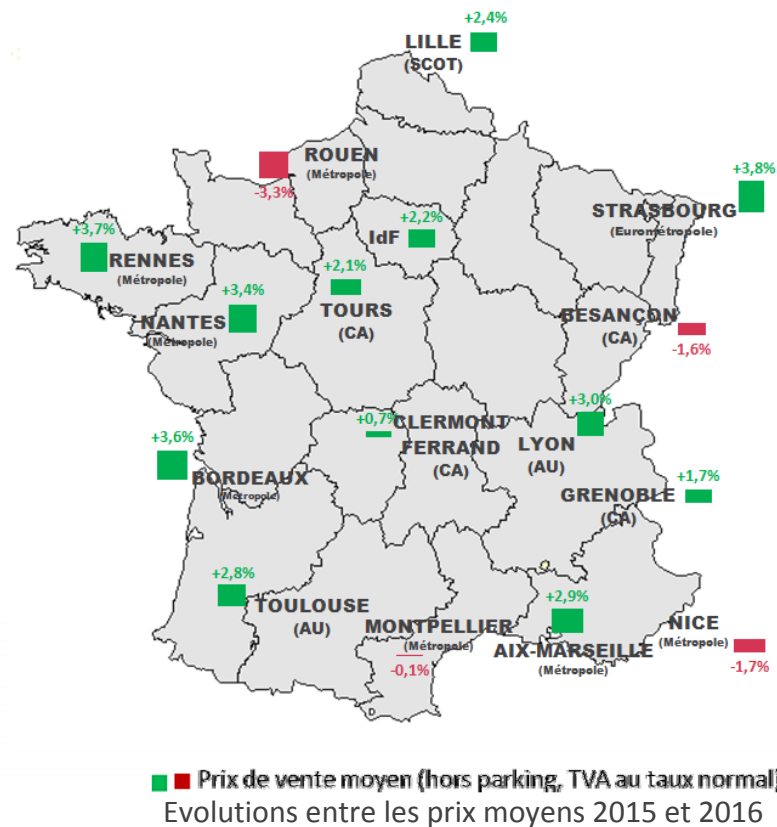 +2,4%
LILLE
(SCOT)
ROUEN
(Métropole)
-3,3%
+3,8%
STRASBOURG
(Eurométropole)
+2,2%
IdF
+3,7%
RENNES
(Métropole)
+2,1%
TOURS
(CA)
+3,4%
NANTES
(Métropole)
BESANÇON
(CA)
-1,6%
+0,7%
CLERMONT
FERRAND
(CA)
+3,0%
LYON
(AU)
+3,6%
BORDEAUX
(Métropole)
+1,7%
GRENOBLE
(CA)
+2,8%
TOULOUSE
(AU)
MONTPELLIER
(Métropole)
-0,1%
+2,9%
AIX-MARSEILLE
(Métropole)
NICE
(Métropole)
-1,7%
Prix de vente moyen (hors parking, TVA au taux normal)
Evolutions entre les prix moyens 2015 et 2016